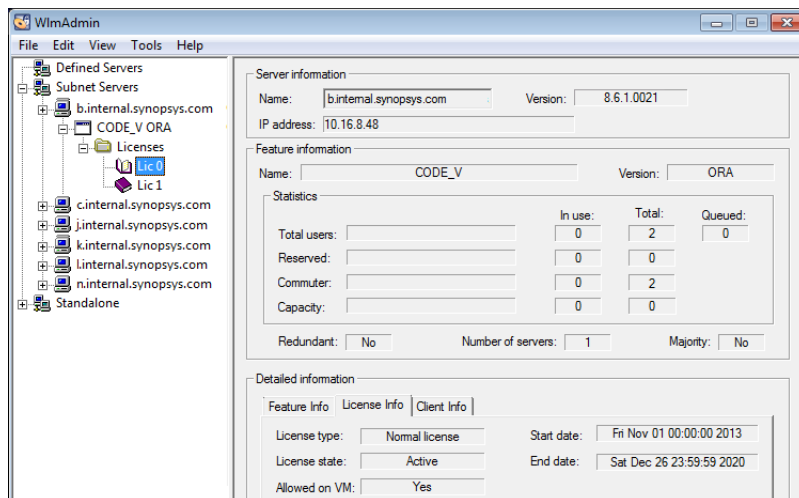 WlmAdmin
File Edit View Tools Help
Defined Servers
Subnet Servers
b.internal.synopsys.com
CODE_V ORA
Licenses
Lic 0
Lic 1
c.internal.synopsys.com
j.internal.synopsys.com
k.internal.synopsys.com
l.internal.synopsys.com
n.internal.synopsys.com
Standalone
Server information
Name: b.internal.synopsys.com Version: 8.6.1.0021
IP address: 10.16.8.48
Feature information
Name: CODE_V Version: ORA
Statistics
In use: Total: Queued:
Total users: 0 2 0
Reserved: 0 0
Commuter: 0 2
Capacity: 0 0
Redundant: No Number of servers: 1 Majority: No
Detailed information
Feature Info License Info Client Info
License type: Normal license Start date: Fri Nov 01 00:00:00 2013
License state: Active End date: Sat Dec 26 23:59:59 2020
Allowed on VM: Yes